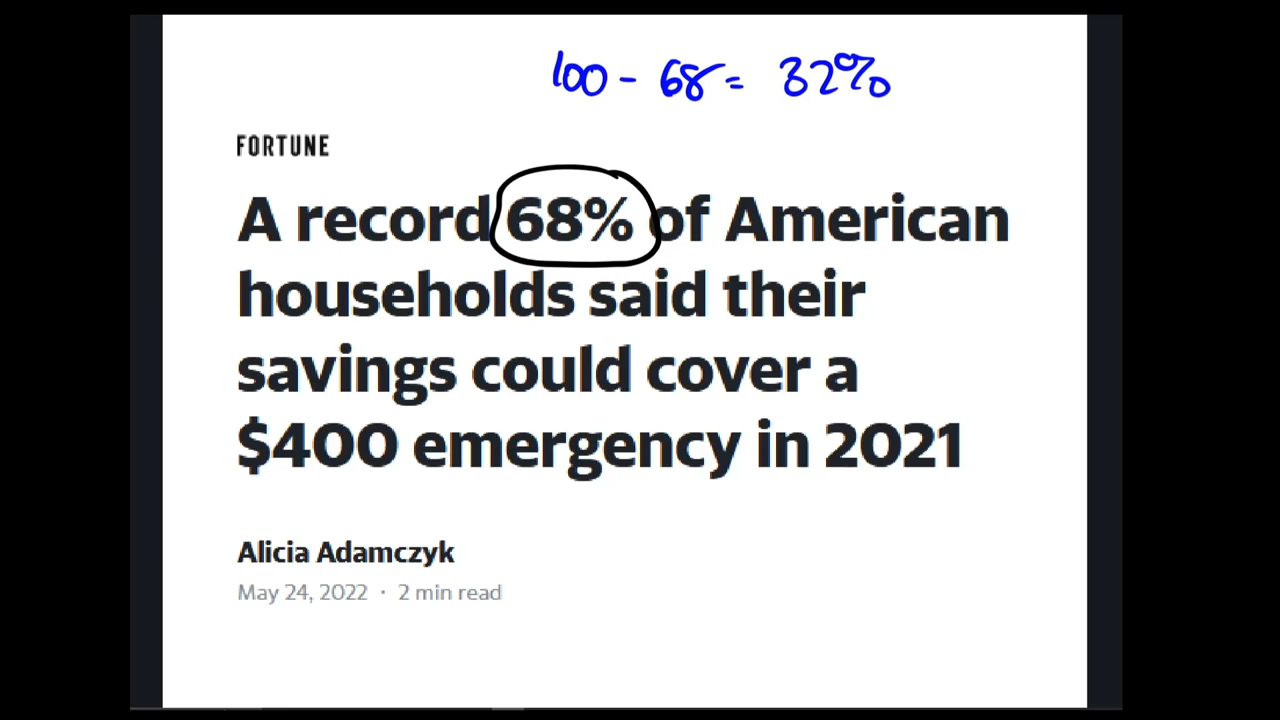 100 - 68 = 32%
FORTUNE
A record 68% of American
households said their
savings could cover a
$400 emergency in 2021
Alicia Adamczyk
May 24, 2022 · 2 min read